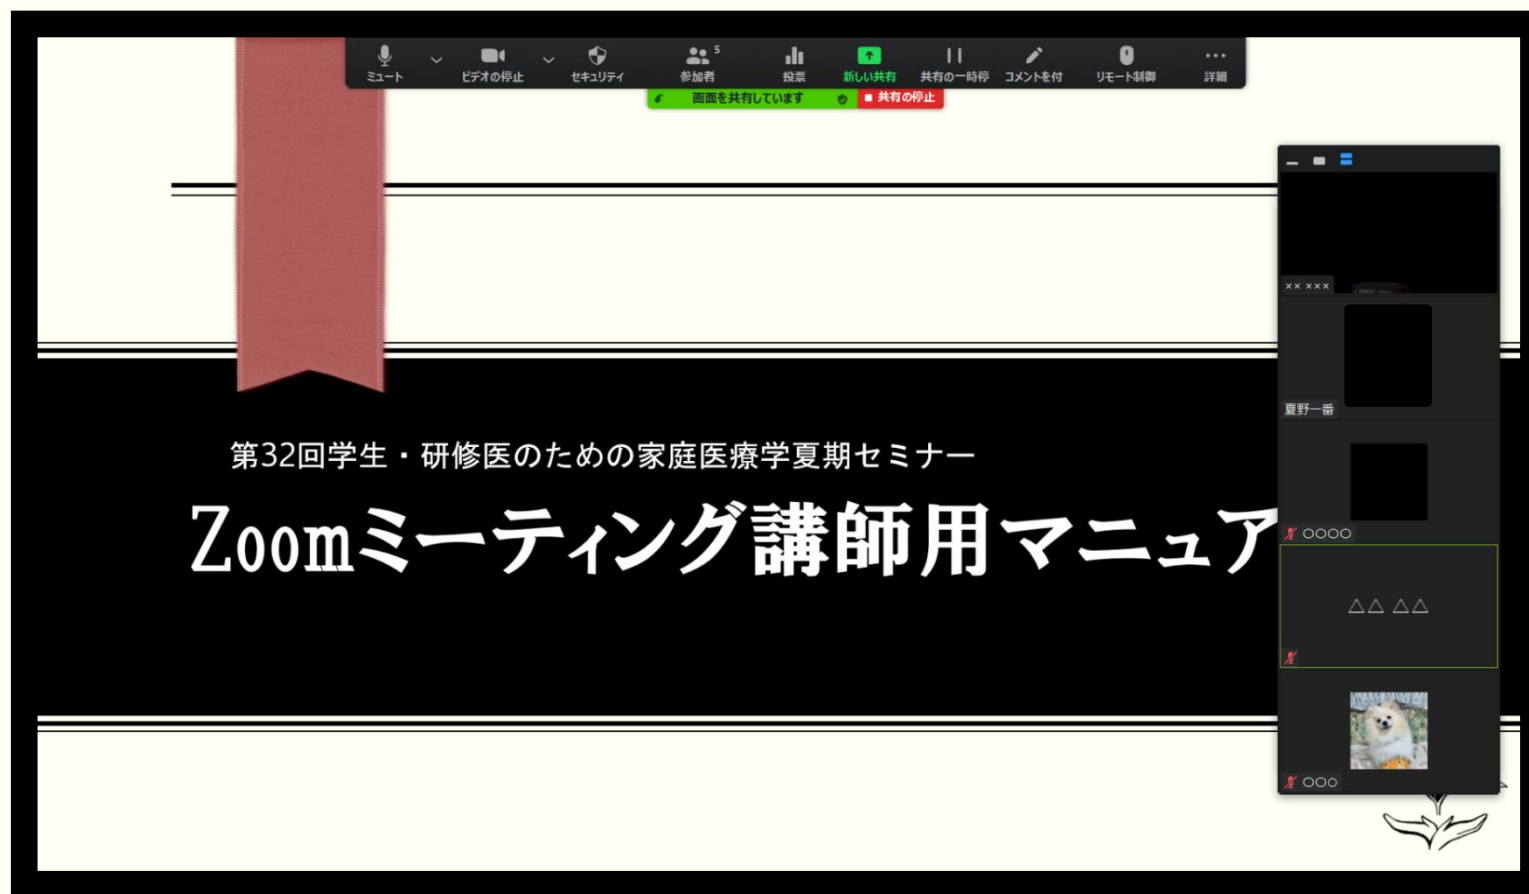 5
ミュート ビデオの停止 セキュリティ 参加者 投票 新しい共有 共有の一時停 コメントを付 リモート制御 詳細
画面を共有しています 共有の停止
×× ×××
夏野一番
第32回学生・研修医のための家庭医療学夏期セミナー
Zoomミーティング講師用マニュア
○○○○
△△ △△
○○○